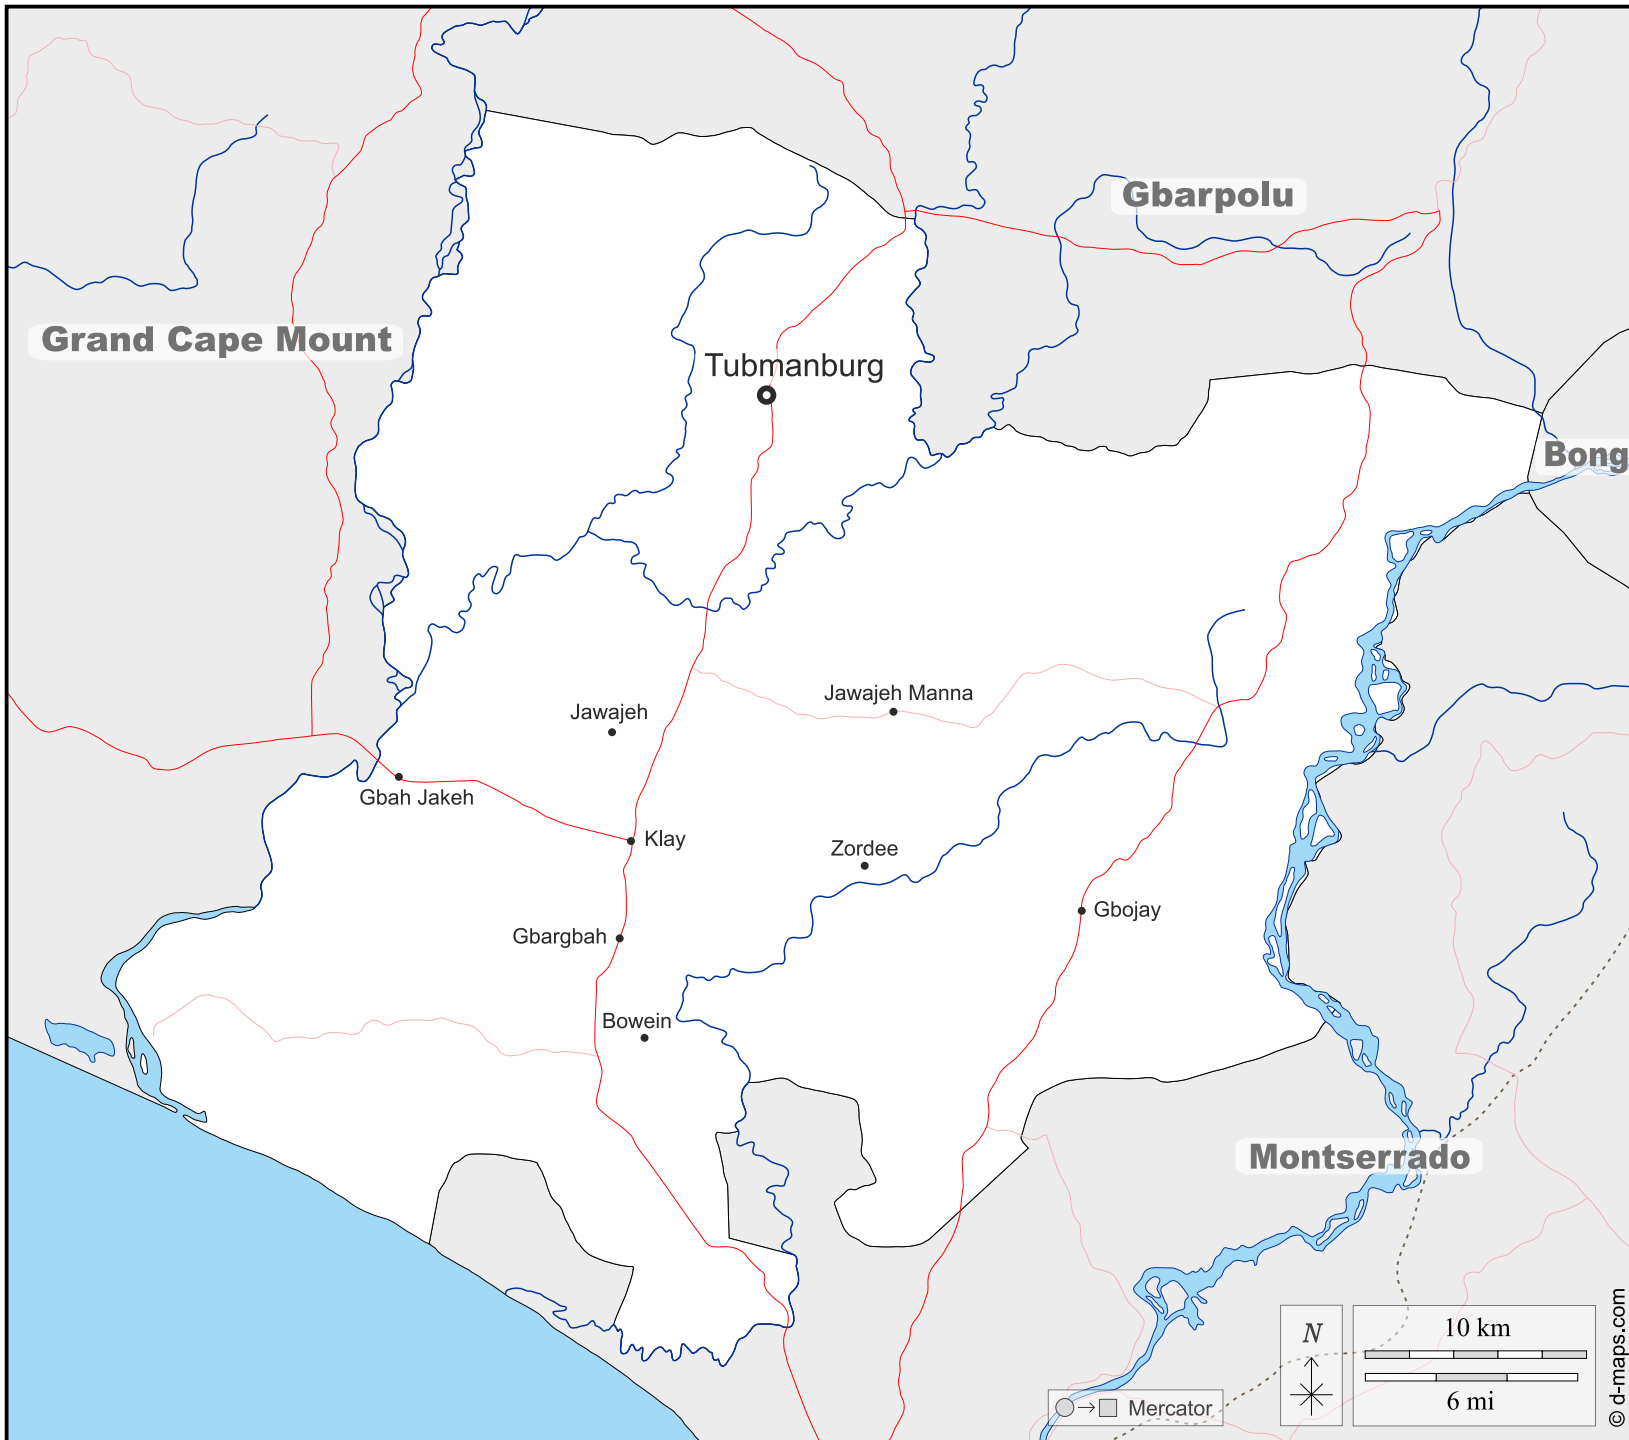 Gbarpolu
Grand Cape Mount
Tubmanburg
Bong
Jawajeh Manna
Jawajeh
Gbah Jakeh
Klay
Zordee
Gbojay
Gbargbah
Bowein
Montserrado
N
10 km
6 mi
Mercator
© d-maps.com